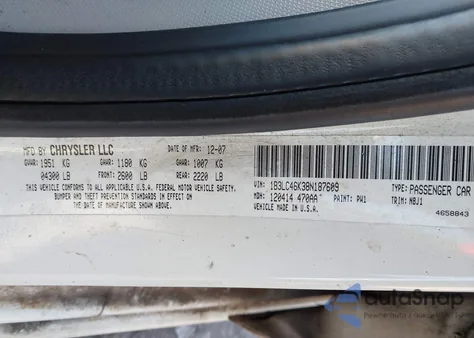 MFD BY CHRYSLER LLC DATE OF MFR: 12-07
GVWR: 1951 KG GAWR: 1180 KG GAWR: 1007 KG
04300 LB FRONT: 2600 LB REAR: 2220 LB
THIS VEHICLE CONFORMS TO ALL APPLICABLE U.S.A. FEDERAL MOTOR VEHICLE SAFETY,
BUMPER AND THEFT PREVENTION STANDARDS IN EFFECT
ON THE DATE OF MANUFACTURE SHOWN ABOVE.
VIN: 1B3LC46K38N187609 TYPE: PASSENGER CAR
MDH: 120414 470AA PAINT: PW1 TRIM: MBJ1
VEHICLE MADE IN U.S.A. 4658843
autoSnap